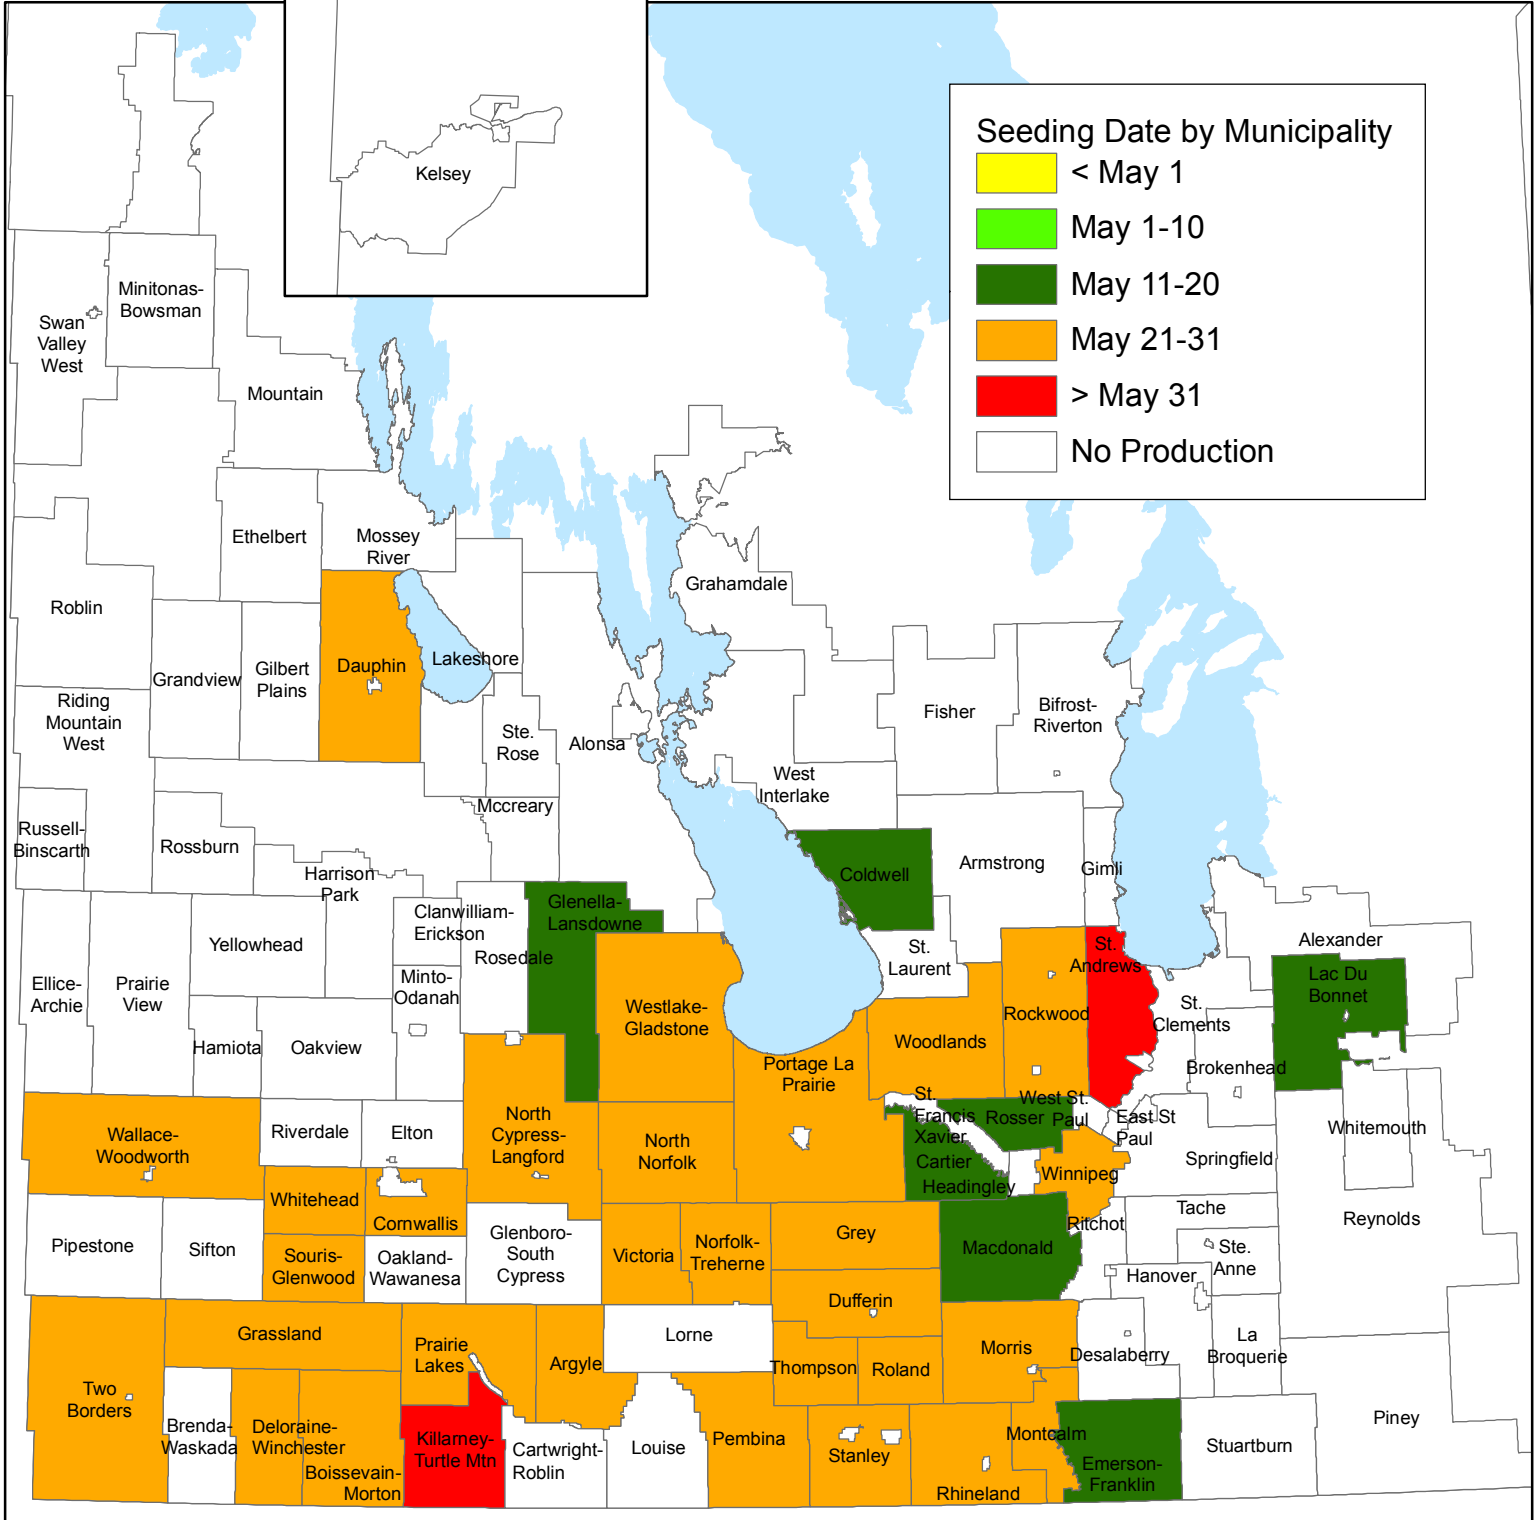 Kelsey
Seeding Date by Municipality
< May 1
May 1-10
May 11-20
May 21-31
> May 31
No Production
Minitonas-
Bowsman
Swan
Valley
West
Mountain
Ethelbert
Mossey
River
Grahamdale
Roblin
Grandview
Gilbert
Plains
Dauphin
Lakeshore
Riding
Mountain
West
Ste.
Rose
Alonsa
Fisher
Bifrost-
Riverton
West
Interlake
Mccreary
Russell-
Binscarth
Rossburn
Harrison
Park
Coldwell
Armstrong
Gimli
Clanwilliam-
Erickson
Glenella-
Lansdowne
Rosedale
Yellowhead
St.
Laurent
St.
Andrews
Alexander
Lac Du
Bonnet
Ellice-
Archie
Prairie
View
Minto-
Odanah
Westlake-
Gladstone
Rockwood
St.
Clements
Hamiota
Oakview
Woodlands
Portage La
Prairie
Brokenhead
Wallace-
Woodworth
Riverdale
Elton
North
Cypress-
Langford
North
Norfolk
St.
Francis
Xavier
Rosser
West St.
Paul
East St
Paul
Whitemouth
Cartier
Headingley
Winnipeg
Springfield
Whitehead
Cornwallis
Pipestone
Sifton
Souris-
Glenwood
Oakland-
Wawanesa
Glenboro-
South
Cypress
Victoria
Norfolk-
Treherne
Grey
Macdonald
Ritchot
Tache
Reynolds
Ste.
Anne
Hanover
Dufferin
Grassland
Prairie
Lakes
Argyle
Lorne
Thompson
Roland
Morris
Desalaberry
La
Broquerie
Two
Borders
Brenda-
Waskada
Deloraine-
Winchester
Boissevain-
Morton
Killarney-
Turtle Mtn
Cartwright-
Roblin
Louise
Pembina
Stanley
Rhineland
Montcalm
Emerson-
Franklin
Stuartburn
Piney